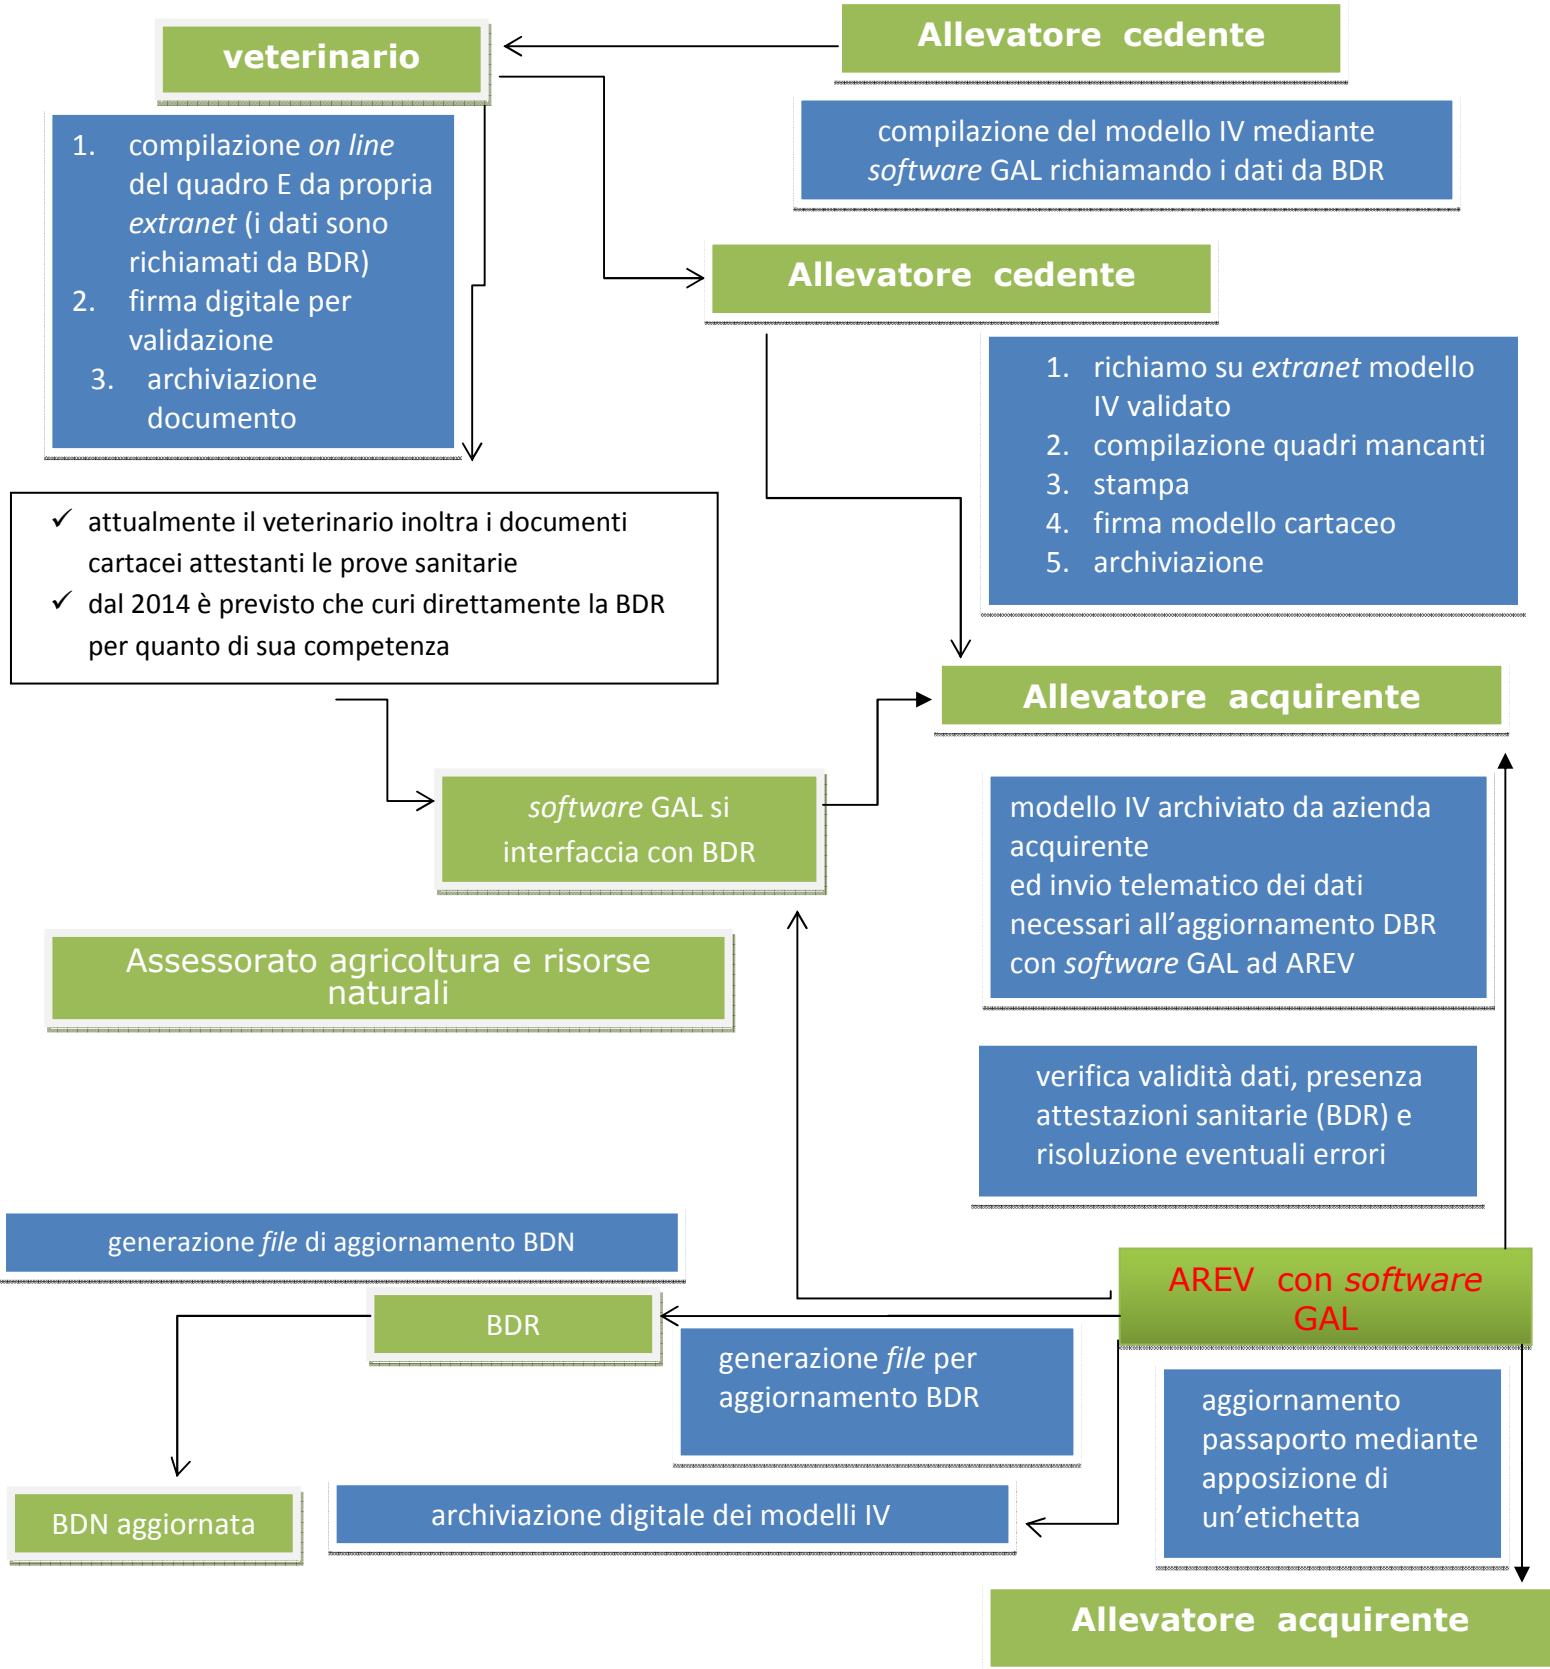 veterinario
Allevatore cedente
compilazione del modello IV mediante
software GAL richiamando i dati da BDR
1. compilazione on line
del quadro E da propria
extranet (i dati sono
richiamati da BDR)
2. firma digitale per
validazione
3. archiviazione
documento
Allevatore cedente
1. richiamo su extranet modello
IV validato
2. compilazione quadri mancanti
3. stampa
4. firma modello cartaceo
5. archiviazione
✓ attualmente il veterinario inoltra i documenti
cartacei attestanti le prove sanitarie
✓ dal 2014 è previsto che curi direttamente la BDR
per quanto di sua competenza
Allevatore acquirente
software GAL si
interfaccia con BDR
modello IV archiviato da azienda
acquirente
ed invio telematico dei dati
necessari all’aggiornamento DBR
con software GAL ad AREV
Assessorato agricoltura e risorse
naturali
verifica validità dati, presenza
attestazioni sanitarie (BDR) e
risoluzione eventuali errori
generazione file di aggiornamento BDN
AREV con software
GAL
BDR
generazione file per
aggiornamento BDR
aggiornamento
passaporto mediante
apposizione di
un’etichetta
BDN aggiornata
archiviazione digitale dei modelli IV
Allevatore acquirente